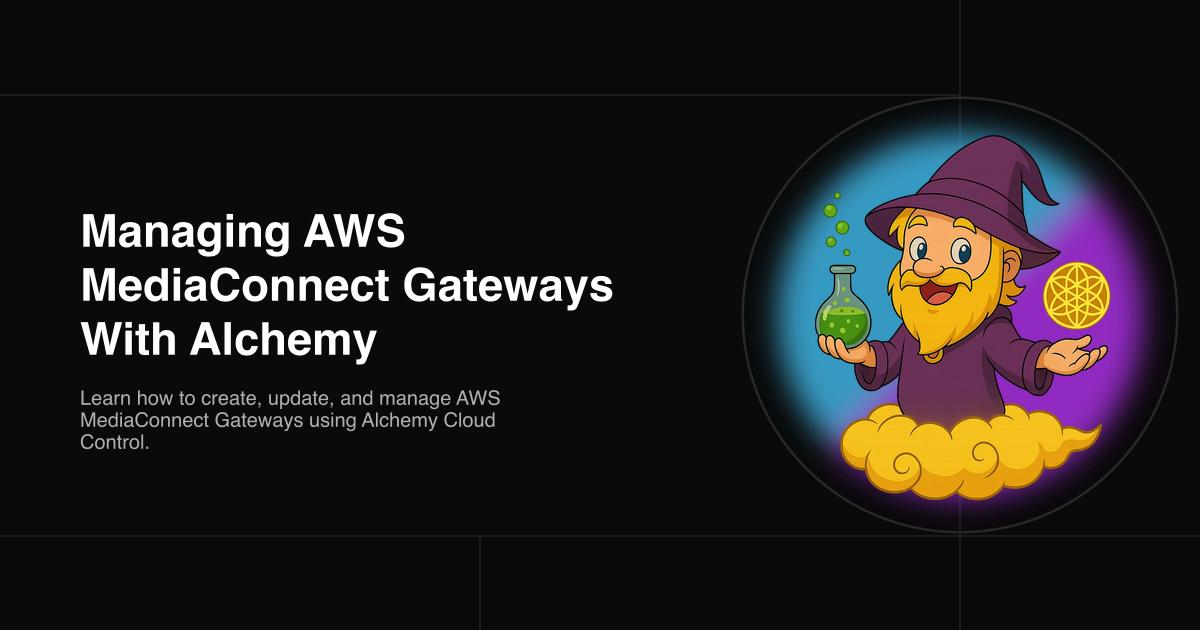 Managing AWS
MediaConnect Gateways
With Alchemy
Learn how to create, update, and manage AWS
MediaConnect Gateways using Alchemy Cloud
Control.